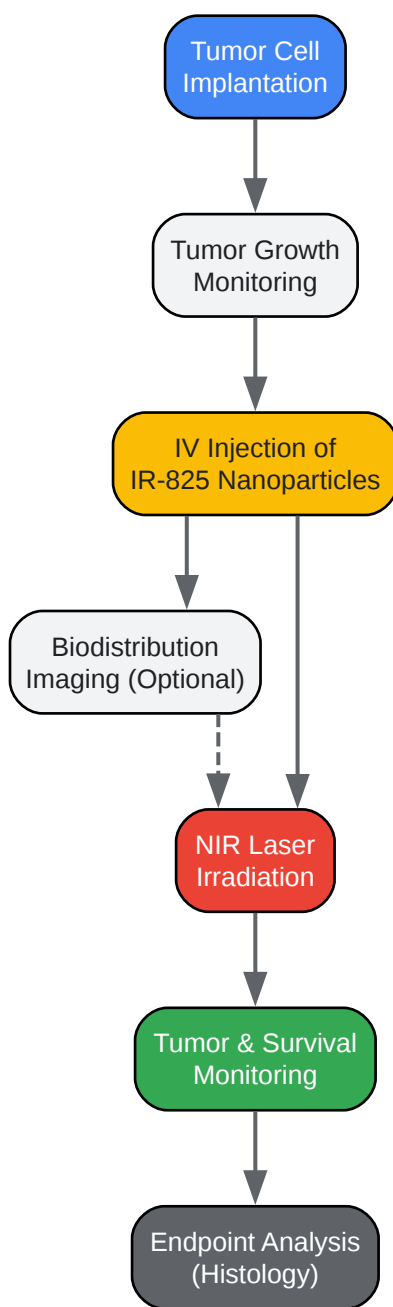 Tumor Cell
Implantation
Tumor Growth
Monitoring
IV Injection of
IR-825 Nanoparticles
Biodistribution
Imaging (Optional)
NIR Laser
Irradiation
Tumor & Survival
Monitoring
Endpoint Analysis
(Histology)